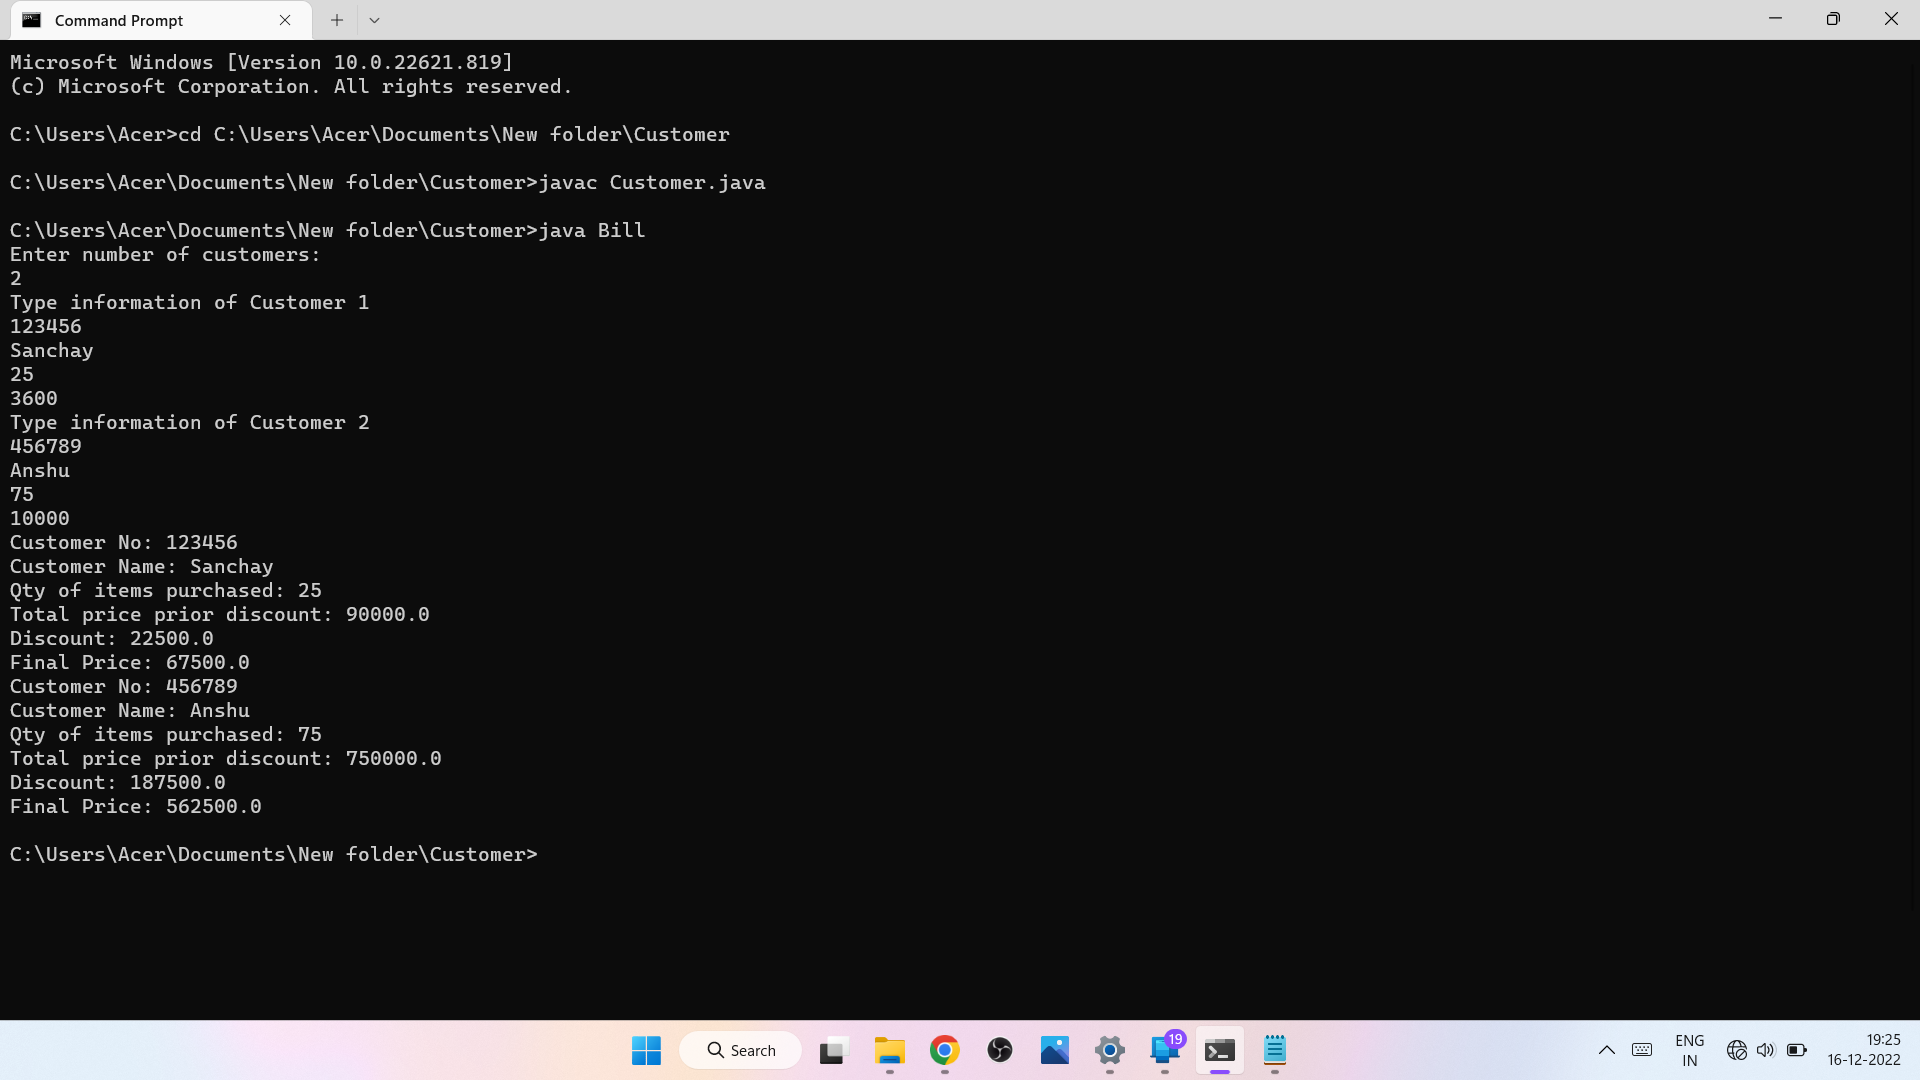 Command Prompt
Microsoft Windows [Version 10.0.22621.819]
(c) Microsoft Corporation. All rights reserved.
C:\Users\Acer>cd C:\Users\Acer\Documents\New folder\Customer
C:\Users\Acer\Documents\New folder\Customer>javac Customer.java
C:\Users\Acer\Documents\New folder\Customer>java Bill
Enter number of customers:
2
Type information of Customer 1
123456
Sanchay
25
3600
Type information of Customer 2
456789
Anshu
75
10000
Customer No: 123456
Customer Name: Sanchay
Qty of items purchased: 25
Total price prior discount: 90000.0
Discount: 22500.0
Final Price: 67500.0
Customer No: 456789
Customer Name: Anshu
Qty of items purchased: 75
Total price prior discount: 750000.0
Discount: 187500.0
Final Price: 562500.0
C:\Users\Acer\Documents\New folder\Customer>
Search
19
ENG
IN
19:25
16-12-2022